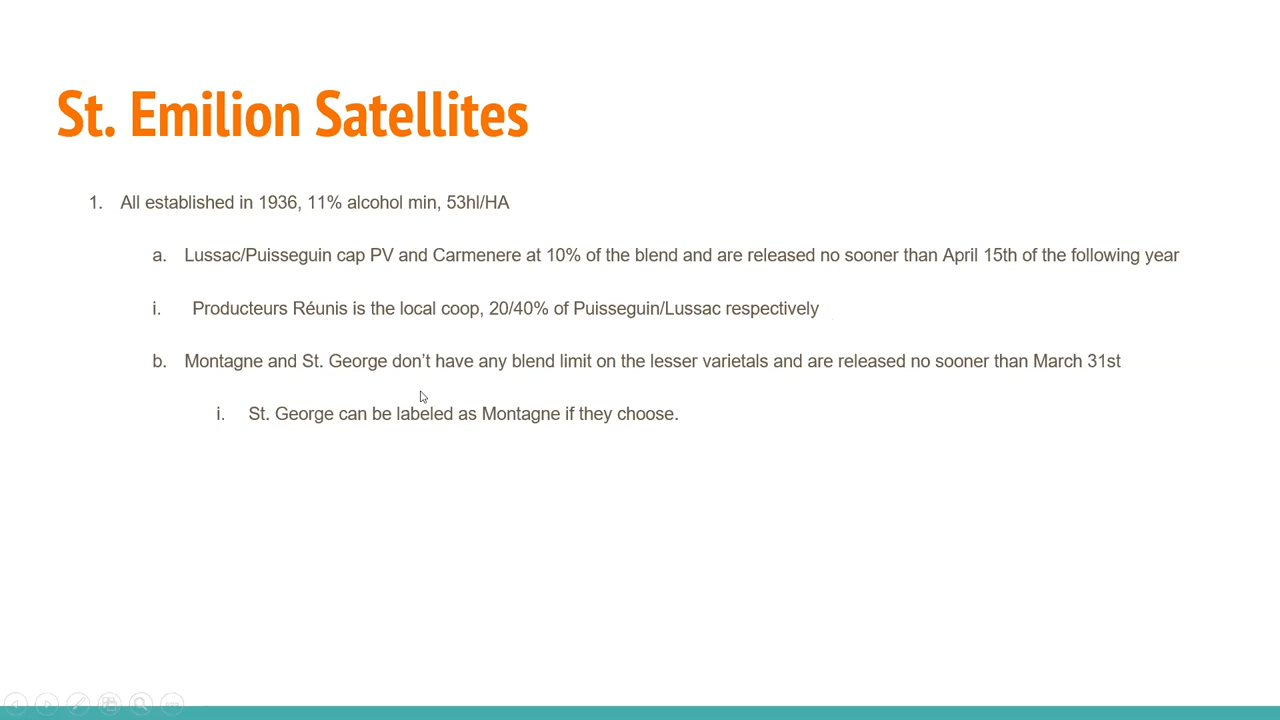 St. Emilion Satellites
1. All established in 1936, 11% alcohol min, 53hl/HA
a. Lussac/Puisseguin cap PV and Carmenere at 10% of the blend and are released no sooner than April 15th of the following year
i. Producteurs Réunis is the local coop, 20/40% of Puisseguin/Lussac respectively
b. Montagne and St. George don’t have any blend limit on the lesser varietals and are released no sooner than March 31st
i. St. George can be labeled as Montagne if they choose.